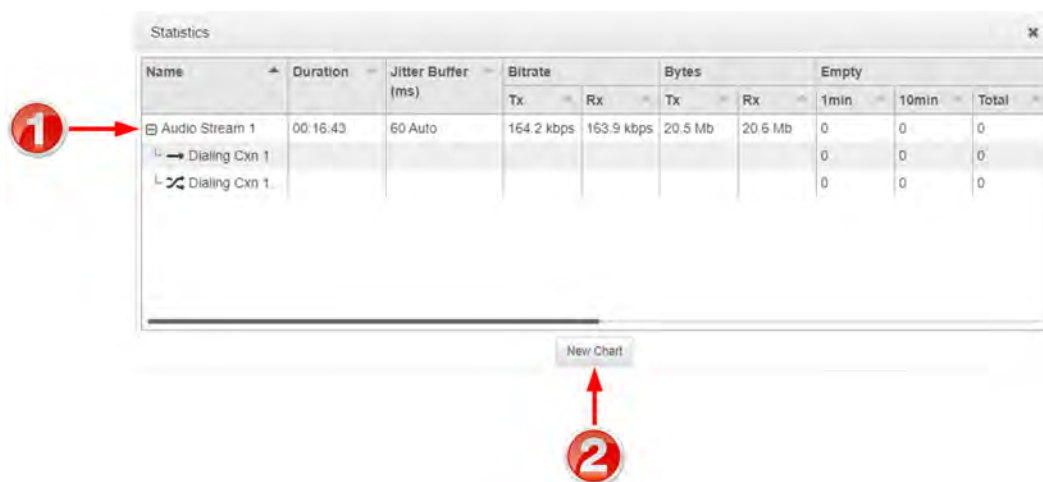 Statistics
Name Duration Jitter Buffer (ms) Bitrate Bytes Empty
Tx Rx Tx Rx 1min 10min Total
1
Audio Stream 1 00:16:43 60 Auto 164.2 kbps 163.9 kbps 20.5 Mb 20.6 Mb 0 0 0
Dialing Cxn 1 0 0 0
Dialing Cxn 1. 0 0 0
New Chart
2